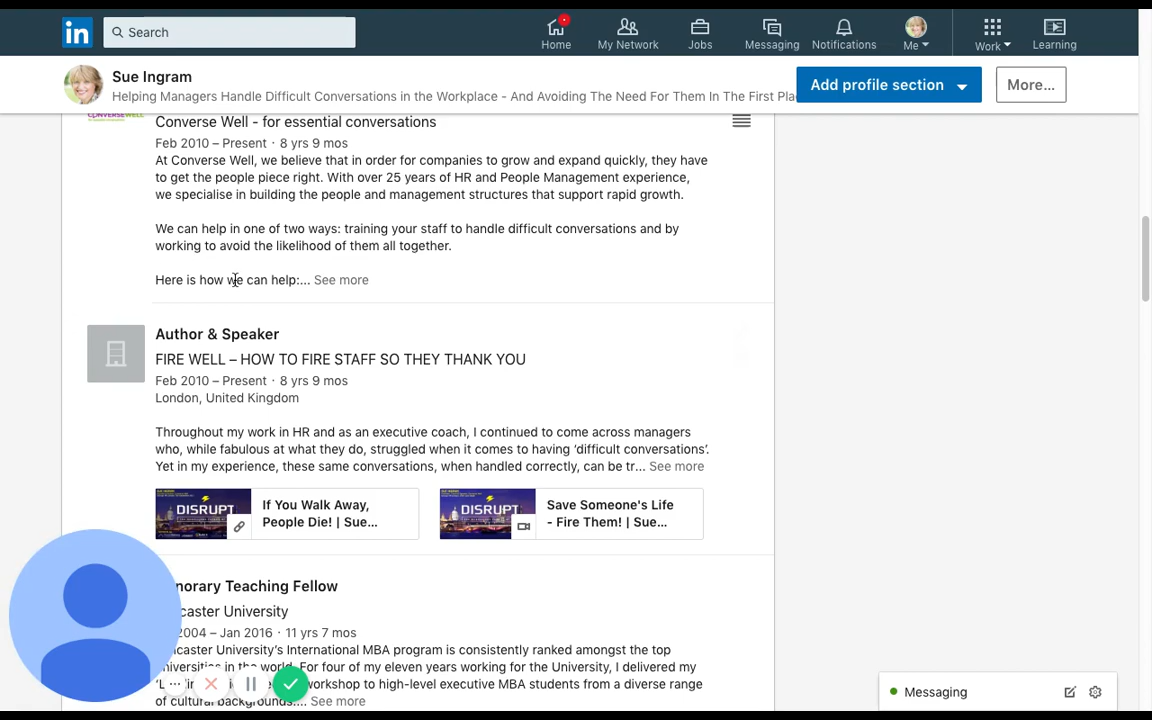 in
Search
Home
My Network
Jobs
Messaging
Notifications
Me
Work
Learning
Sue Ingram
Helping Managers Handle Difficult Conversations in the Workplace - And Avoiding The Need For Them In The First Pla
Add profile section
More...
CONVERSEWELL
Converse Well - for essential conversations
Feb 2010 – Present · 8 yrs 9 mos
At Converse Well, we believe that in order for companies to grow and expand quickly, they have
to get the people piece right. With over 25 years of HR and People Management experience,
we specialise in building the people and management structures that support rapid growth.
We can help in one of two ways: training your staff to handle difficult conversations and by
working to avoid the likelihood of them all together.
Here is how we can help:... See more
Author & Speaker
FIRE WELL – HOW TO FIRE STAFF SO THEY THANK YOU
Feb 2010 – Present · 8 yrs 9 mos
London, United Kingdom
Throughout my work in HR and as an executive coach, I continued to come across managers
who, while fabulous at what they do, struggled when it comes to having ‘difficult conversations’.
Yet in my experience, these same conversations, when handled correctly, can be tr... See more
DISRUPT
If You Walk Away,
People Die! | Sue...
DISRUPT
Save Someone's Life
- Fire Them! | Sue...
norary Teaching Fellow
caster University
2004 – Jan 2016 · 11 yrs 7 mos
caster University's International MBA program is consistently ranked amongst the top
niversities in the world. For four of my eleven years working for the University, I delivered my
workshop to high-level executive MBA students from a diverse range
of cultural backgrounds.... See more
Messaging